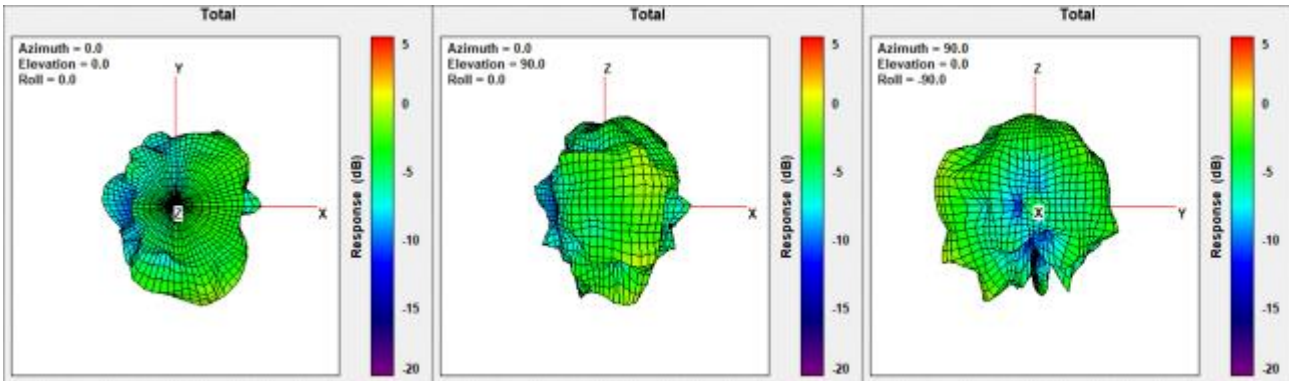 Total
Azimuth = 0.0
Elevation = 0.0
Roll = 0.0
Y
Z
X
5
0
-5
-10
-15
-20
Response (dB)
Total
Azimuth = 0.0
Elevation = 90.0
Roll = 0.0
Z
X
5
0
-5
-10
-15
-20
Response (dB)
Total
Azimuth = 90.0
Elevation = 0.0
Roll = -90.0
Z
X
Y
5
0
-5
-10
-15
-20
Response (dB)